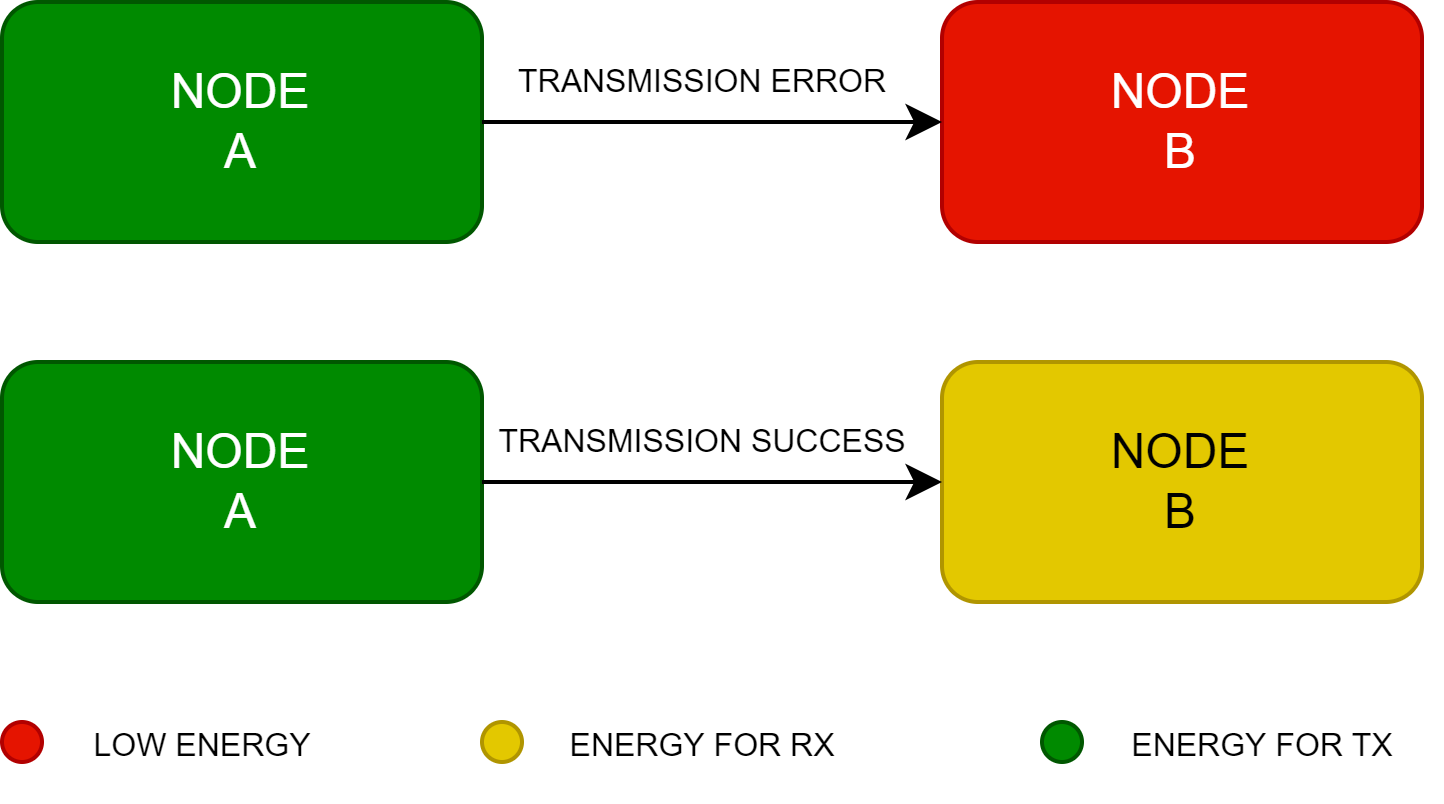 NODE
A
TRANSMISSION ERROR
NODE
B
NODE
A
TRANSMISSION SUCCESS
NODE
B
LOW ENERGY
ENERGY FOR RX
ENERGY FOR TX